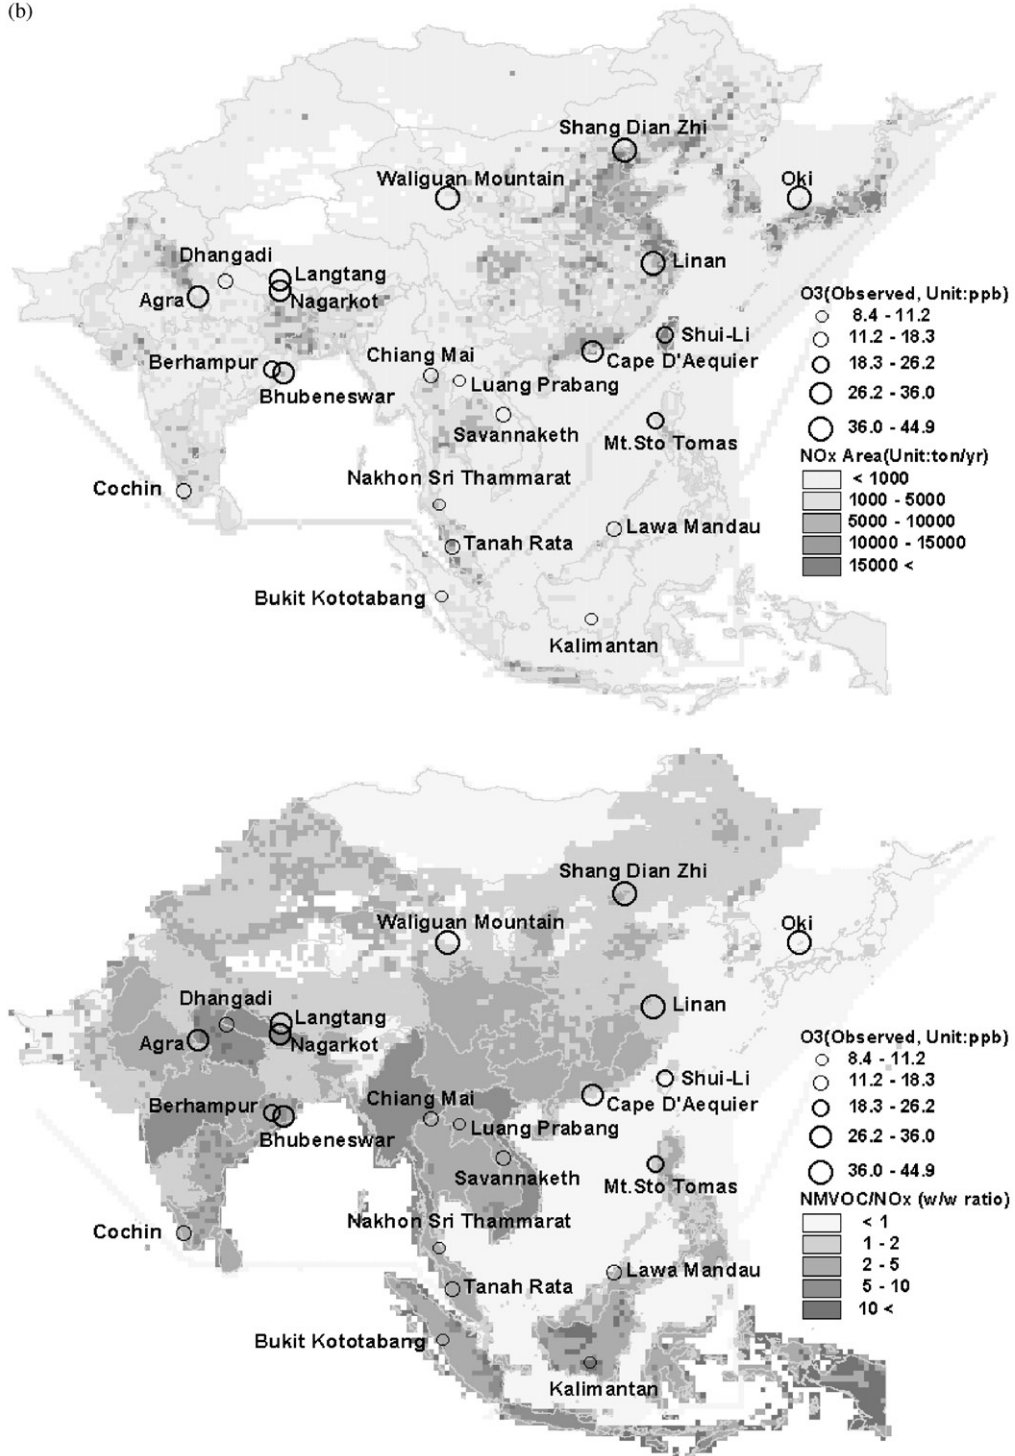 (b)
Shang Dian Zhi
Waliguan Mountain
Oki
Dhangadi
Langtang
Linan
Agra
Nagarkot
O3(Observed, Unit:ppb)
8.4 - 11.2
11.2 - 18.3
18.3 - 26.2
26.2 - 36.0
36.0 - 44.9
Shui-Li
Cape D'Aequier
Berhampur
Chiang Mai
Bhubeneswar
Luang Prabang
Savannaketh
Mt.Sto Tomas
NOx Area(Unit:ton/yr)
< 1000
1000 - 5000
5000 - 10000
10000 - 15000
15000 <
Nakhon Sri Thammarat
Cochin
Lawa Mandau
Tanah Rata
Bukit Kototabang
Kalimantan
Shang Dian Zhi
Waliguan Mountain
Oki
Dhangadi
Langtang
Linan
Agra
Nagarkot
O3(Observed, Unit:ppb)
8.4 - 11.2
11.2 - 18.3
18.3 - 26.2
26.2 - 36.0
36.0 - 44.9
Shui-Li
Cape D'Aequier
Berhampur
Chiang Mai
Bhubeneswar
Luang Prabang
Savannaketh
Mt.Sto Tomas
NMVOC/NOx (w/w ratio)
< 1
1 - 2
2 - 5
5 - 10
10 <
Nakhon Sri Thammarat
Cochin
Lawa Mandau
Tanah Rata
Bukit Kototabang
Kalimantan